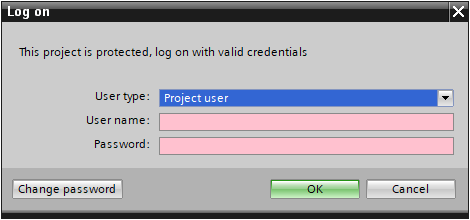 Log on
This project is protected, log on with valid credentials
User type: Project user
User name:
Password:
Change password OK Cancel